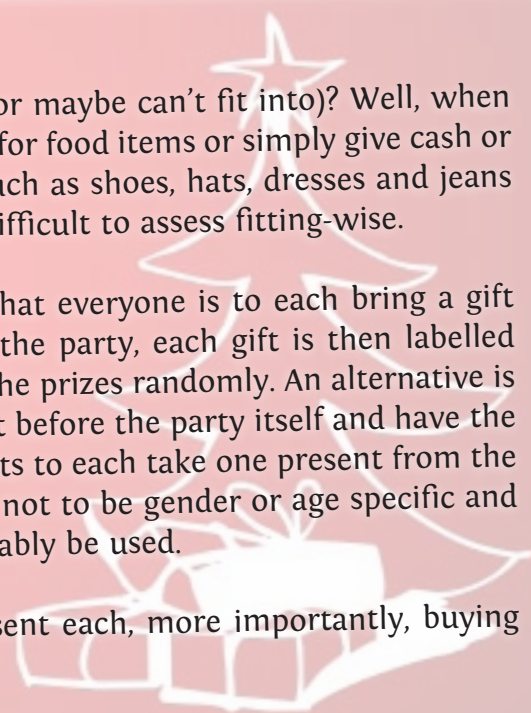 or maybe can't fit into)? Well, when
for food items or simply give cash or
uch as shoes, hats, dresses and jeans
ifficult to assess fitting-wise.
hat everyone is to each bring a gift
the party, each gift is then labelled
he prizes randomly. An alternative is
t before the party itself and have the
ts to each take one present from the
not to be gender or age specific and
ably be used.
sent each, more importantly, buying